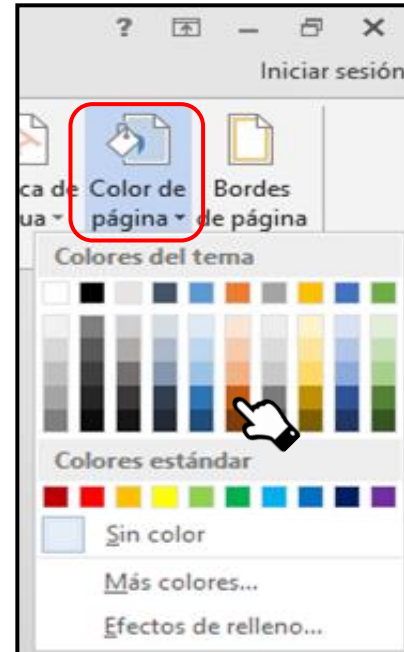 ?
Iniciar sesión
ca de Color de Bordes
ua página de página
Colores del tema
Colores estándar
Sin color
Más colores...
Efectos de relleno...